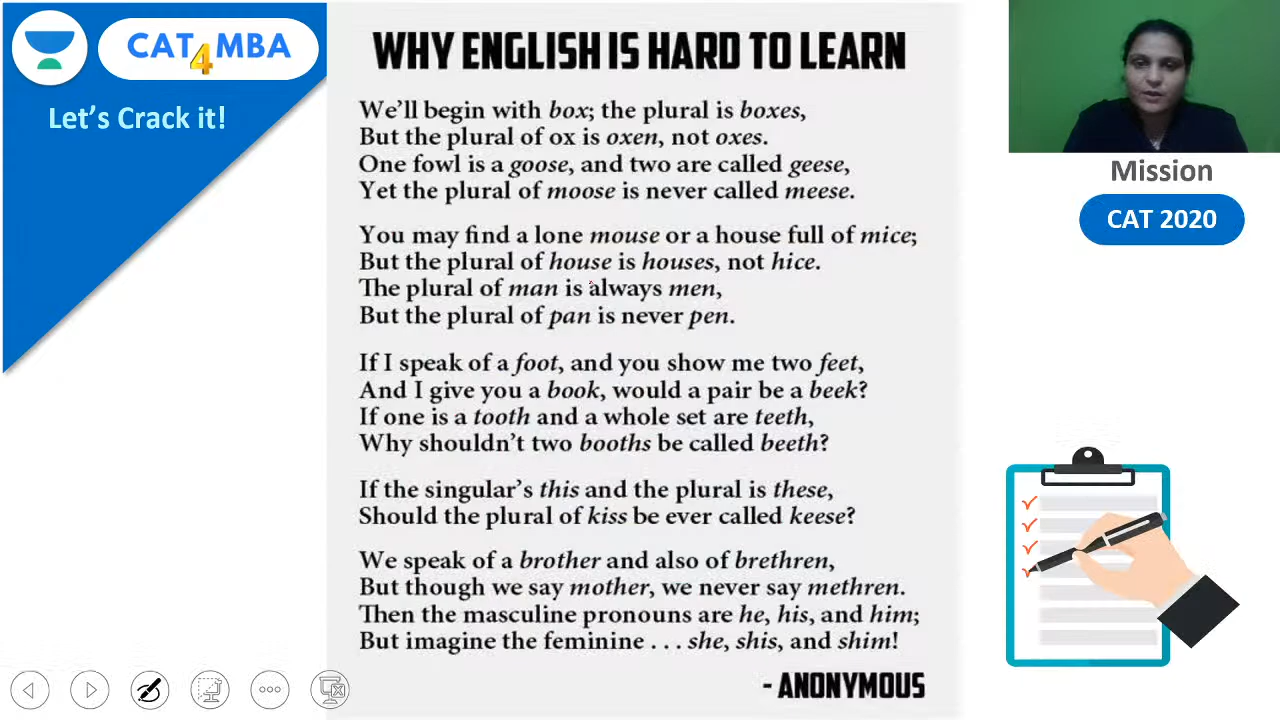 CAT4MBA
Let's Crack it!
WHY ENGLISH IS HARD TO LEARN
We'll begin with box; the plural is boxes,
But the plural of ox is oxen, not oxes.
One fowl is a goose, and two are called geese,
Yet the plural of moose is never called meese.
You may find a lone mouse or a house full of mice;
But the plural of house is houses, not hice.
The plural of man is always men,
But the plural of pan is never pen.
If I speak of a foot, and you show me two feet,
And I give you a book, would a pair be a beek?
If one is a tooth and a whole set are teeth,
Why shouldn't two booths be called beeth?
If the singular's this and the plural is these,
Should the plural of kiss be ever called keese?
We speak of a brother and also of brethren,
But though we say mother, we never say methren.
Then the masculine pronouns are he, his, and him;
But imagine the feminine . . . she, shis, and shim!
- ANONYMOUS
Mission
CAT 2020